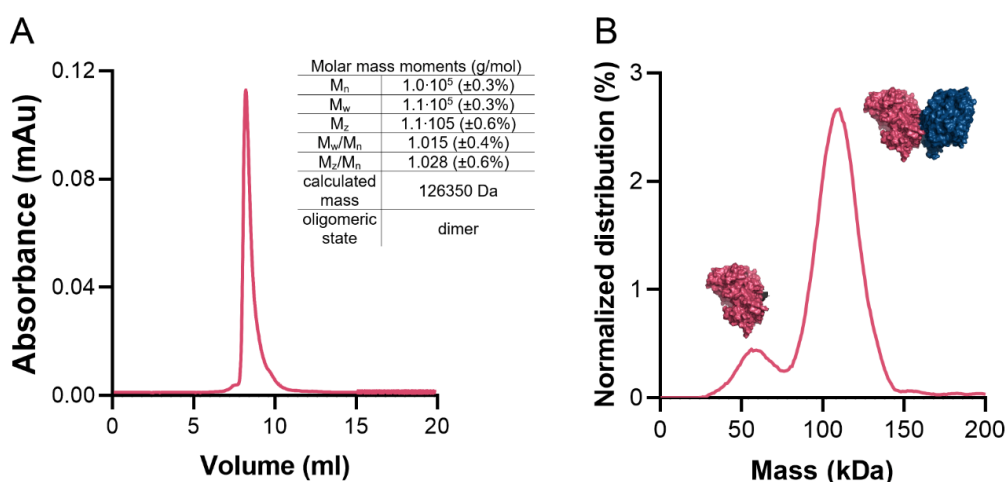 A
Absorbance (mAu)
0.12
0.08
0.04
0.00
0
5
10
15
20
Volume (ml)
Molar mass moments (g/mol)
Mn 1.0·10⁵ (±0.3%)
Mw 1.1·10⁵ (±0.3%)
Mz 1.1·105 (±0.6%)
Mw/Mn 1.015 (±0.4%)
Mz/Mn 1.028 (±0.6%)
calculated
mass
126350 Da
oligomeric
state
dimer
B
Normalized distribution (%)
3
2
1
0
0
50
100
150
200
Mass (kDa)